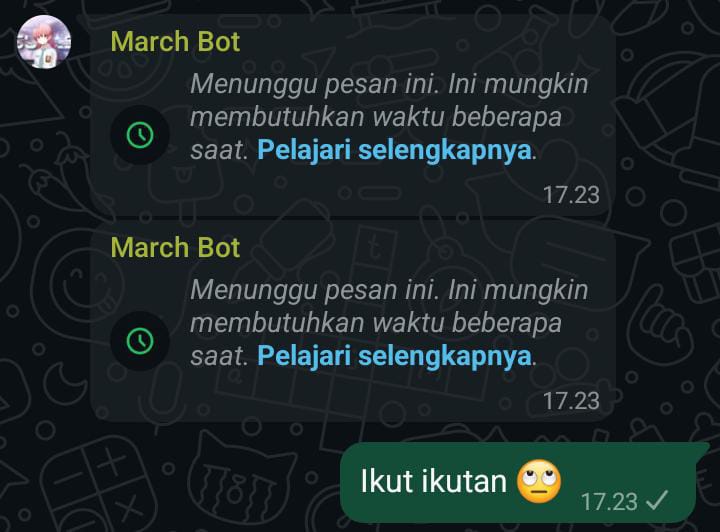 March Bot
Menunggu pesan ini. Ini mungkin
membutuhkan waktu beberapa
saat. Pelajari selengkapnya.
17.23
March Bot
Menunggu pesan ini. Ini mungkin
membutuhkan waktu beberapa
saat. Pelajari selengkapnya.
17.23
Ikut ikutan 🙄
17.23